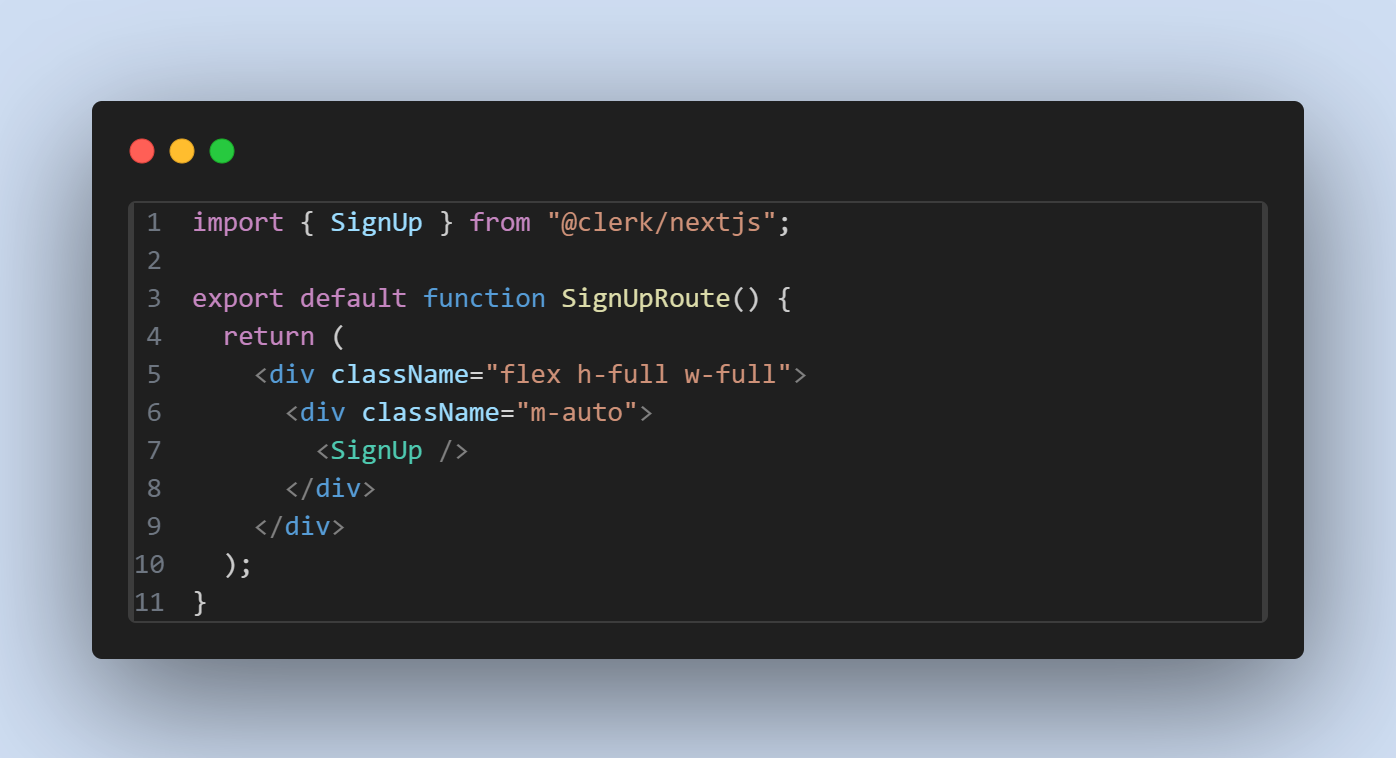 1 import { SignUp } from "@clerk/nextjs";
2
3 export default function SignUpRoute() {
4   return (
5     <div className="flex h-full w-full">
6       <div className="m-auto">
7         <SignUp />
8       </div>
9     </div>
10   );
11 }